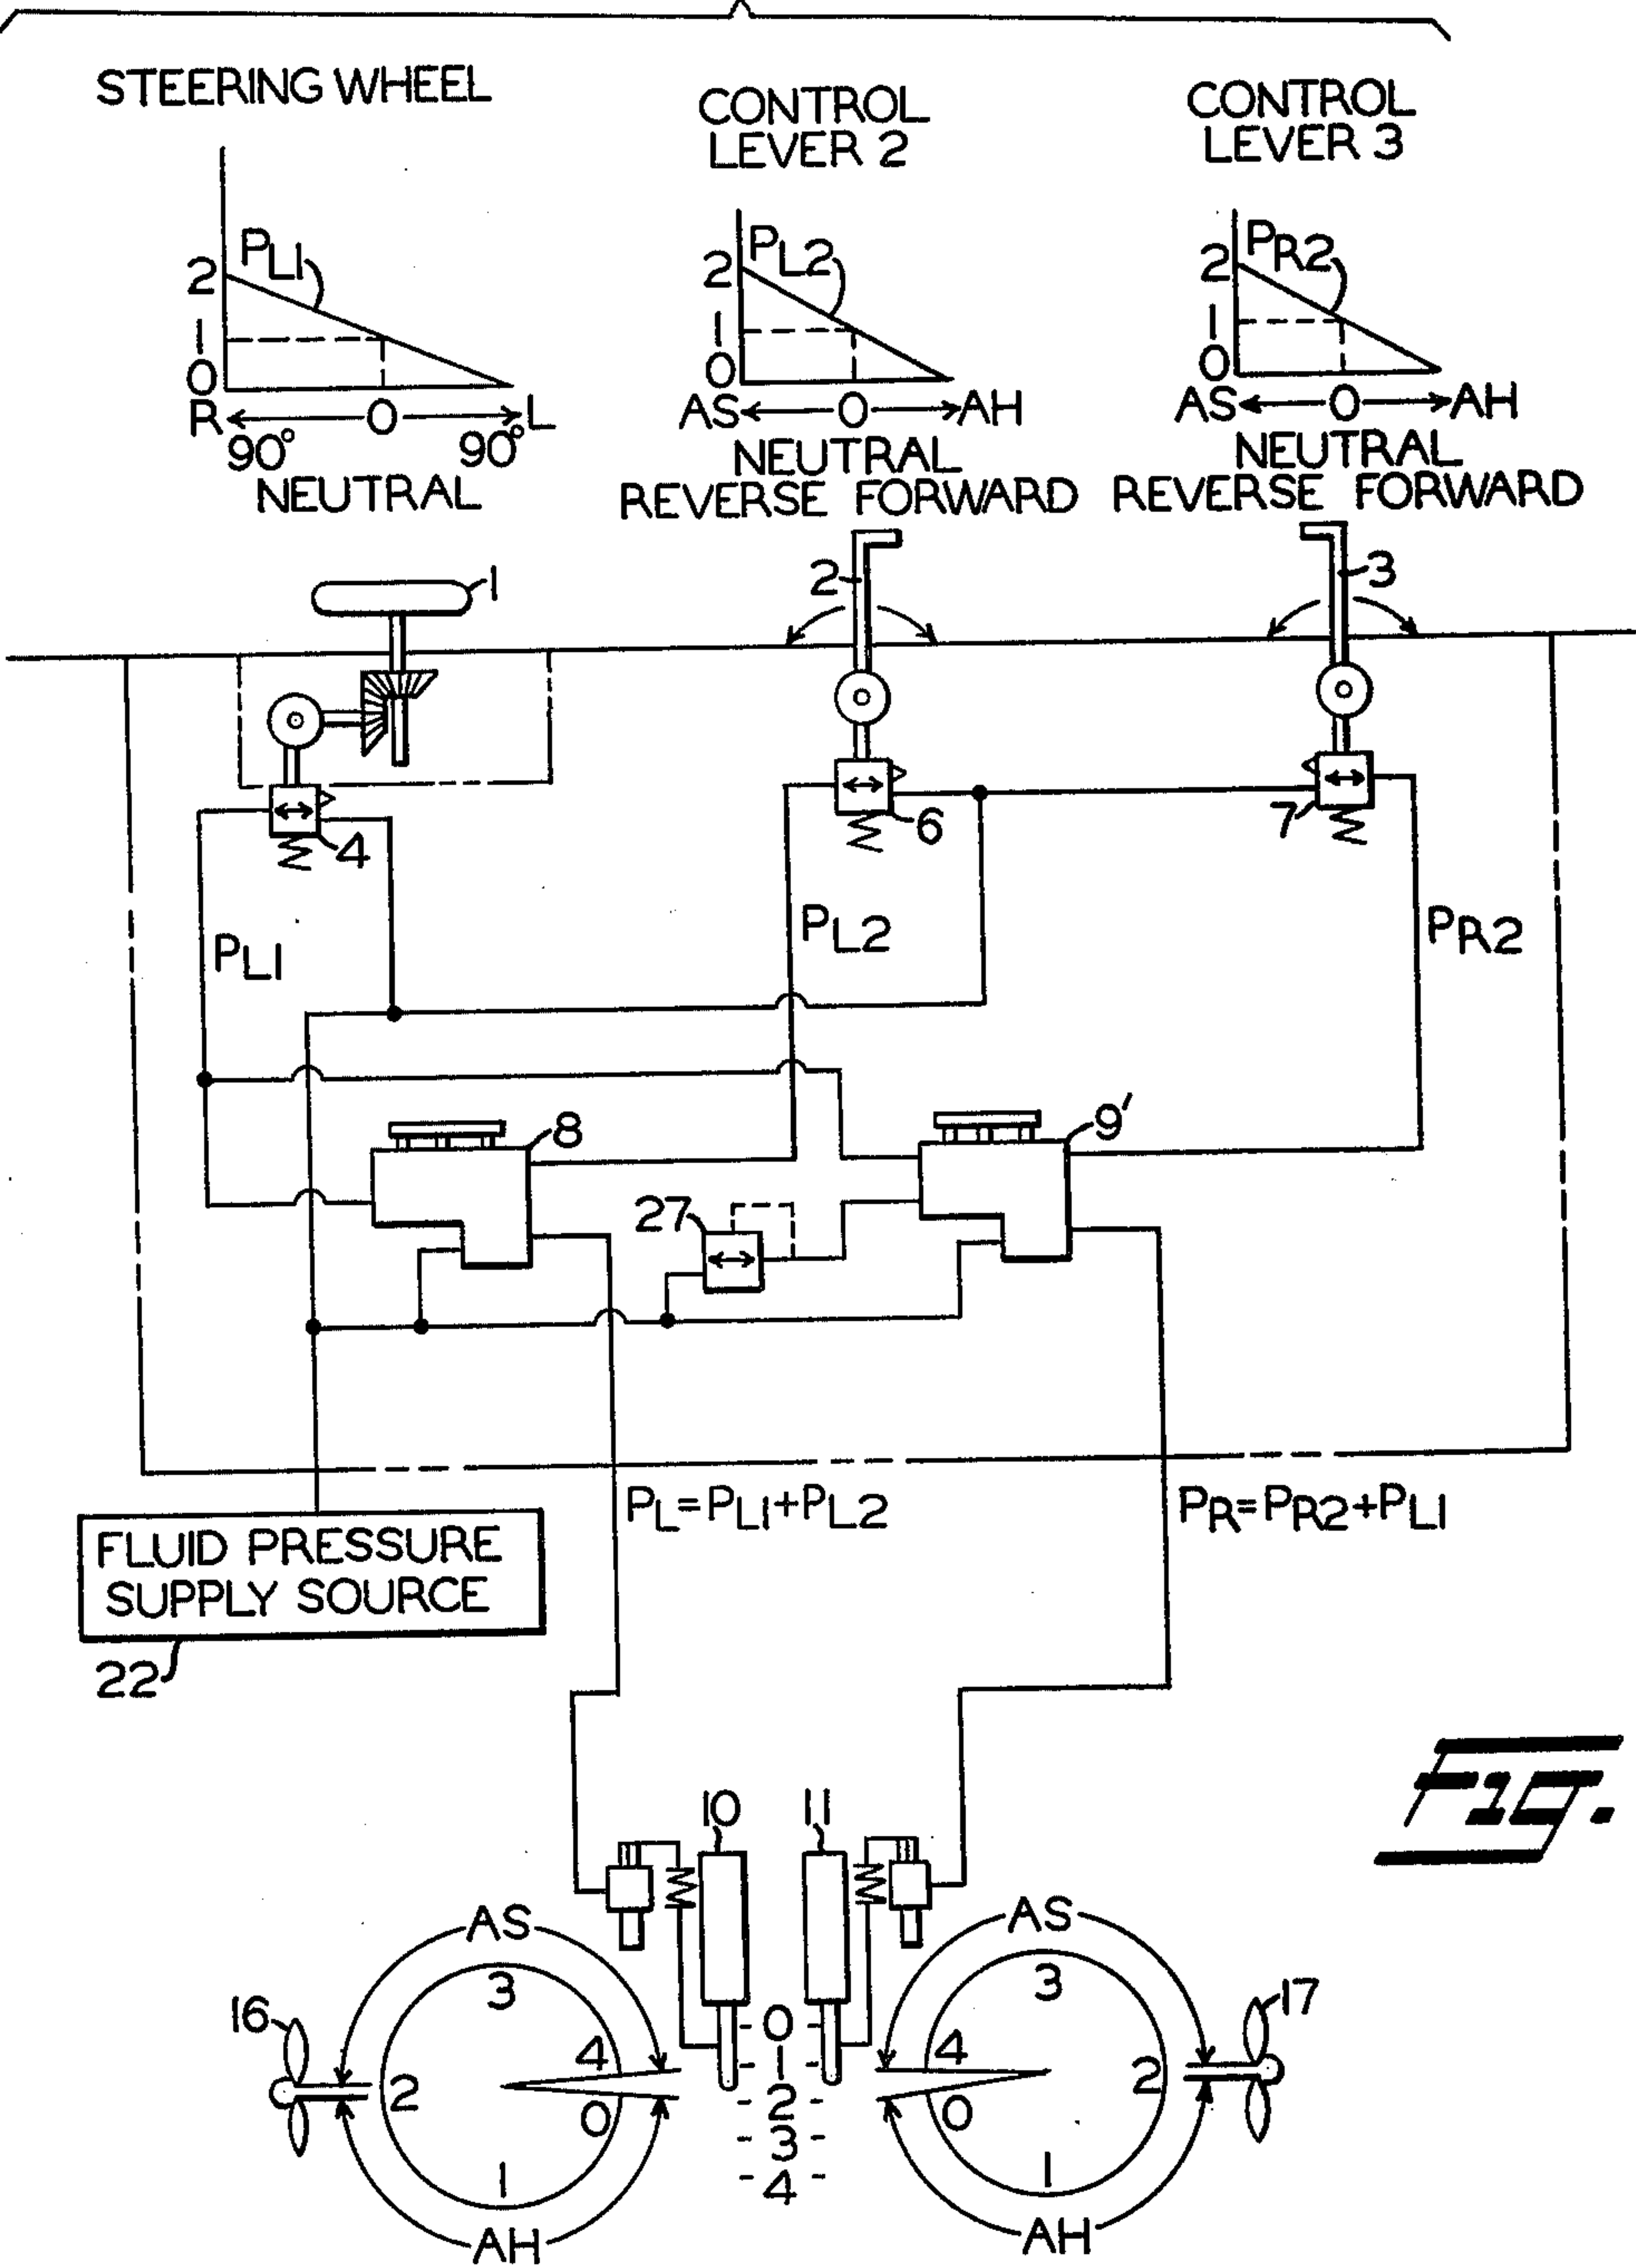 STEERING WHEEL
CONTROL
LEVER 2
CONTROL
LEVER 3
PL1
2
1
0
R 0 L
90° 90°
NEUTRAL
PL2
2
1
0
AS 0 AH
NEUTRAL
REVERSE FORWARD
PR2
2
1
0
AS 0 AH
NEUTRAL
REVERSE FORWARD
1
2
3
4
6
7
PL1
PL2
PR2
8
9'
27
PL=PL1+PL2
PR=PR2+PL1
FLUID PRESSURE
SUPPLY SOURCE
22
FIG.
10
11
AS
3
4
2
0
1
AH
16
0
1
2
3
4
AS
3
4
2
0
1
AH
17